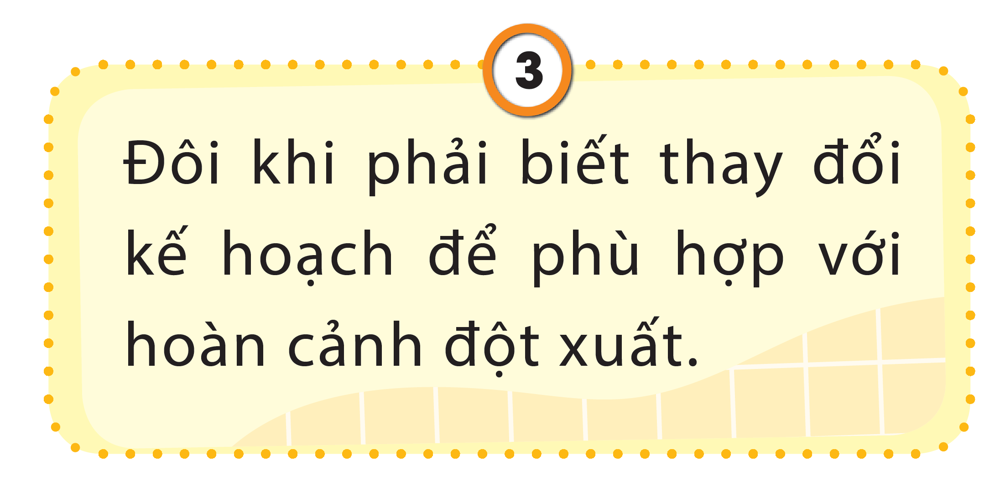 3
Đôi khi phải biết thay đổi
kế hoạch để phù hợp với
hoàn cảnh đột xuất.